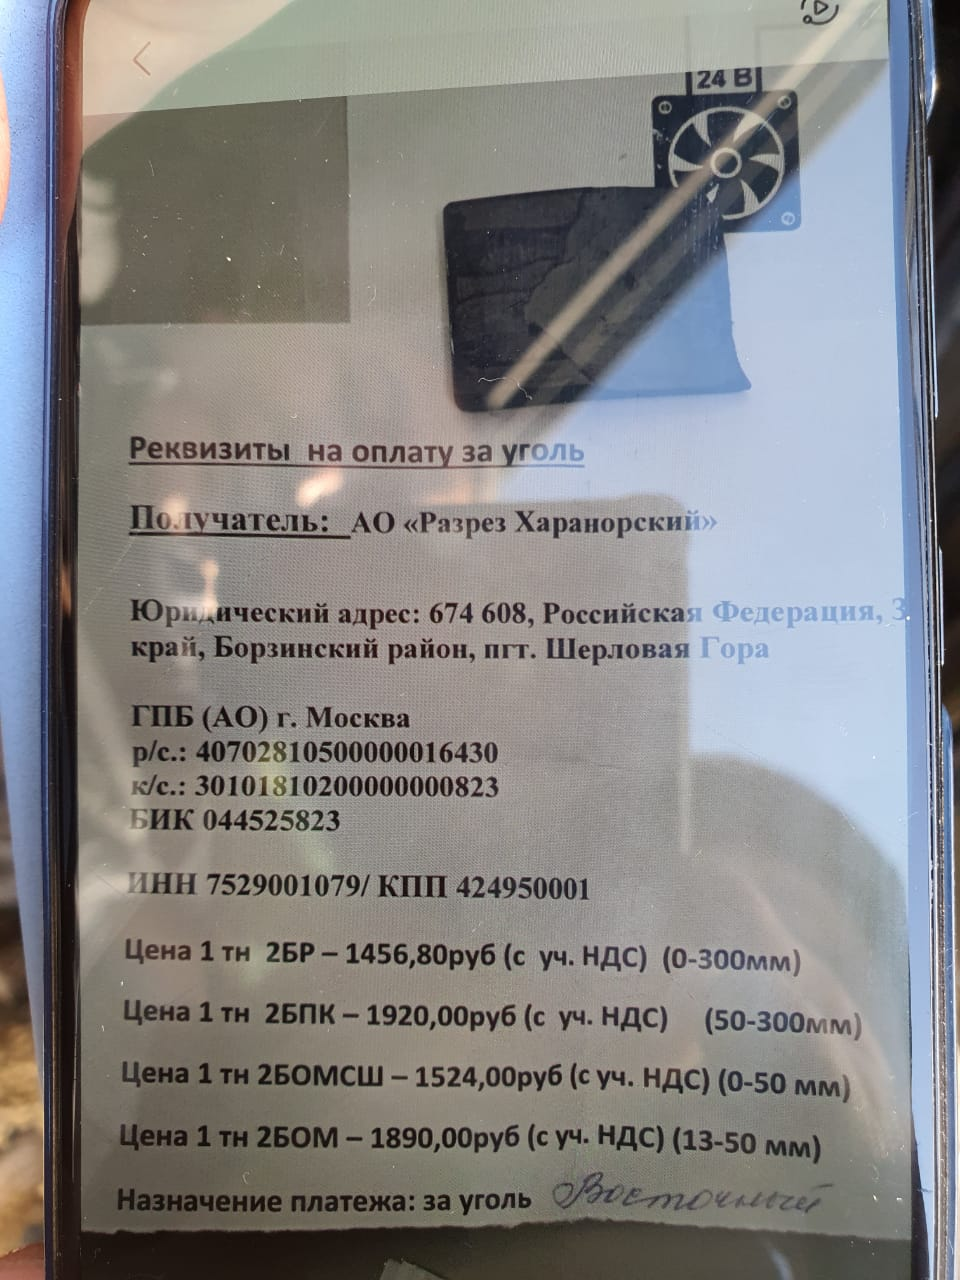 24 В
Реквизиты на оплату за уголь
Получатель: АО «Разрез Харанорский»
Юридический адрес: 674 608, Российская Федерация, З
край, Борзинский район, пгт. Шерловая Гора
ГПБ (АО) г. Москва
р/с.: 40702810500000016430
к/с.: 30101810200000000823
БИК 044525823
ИНН 7529001079/ КПП 424950001
Цена 1 тн 2БР – 1456,80руб (с уч. НДС) (0-300мм)
Цена 1 тн 2БПК – 1920,00руб (с уч. НДС) (50-300мм)
Цена 1 тн 2БОМСШ – 1524,00руб (с уч. НДС) (0-50 мм)
Цена 1 тн 2БОМ – 1890,00руб (с уч. НДС) (13-50 мм)
Назначение платежа: за уголь Восточный